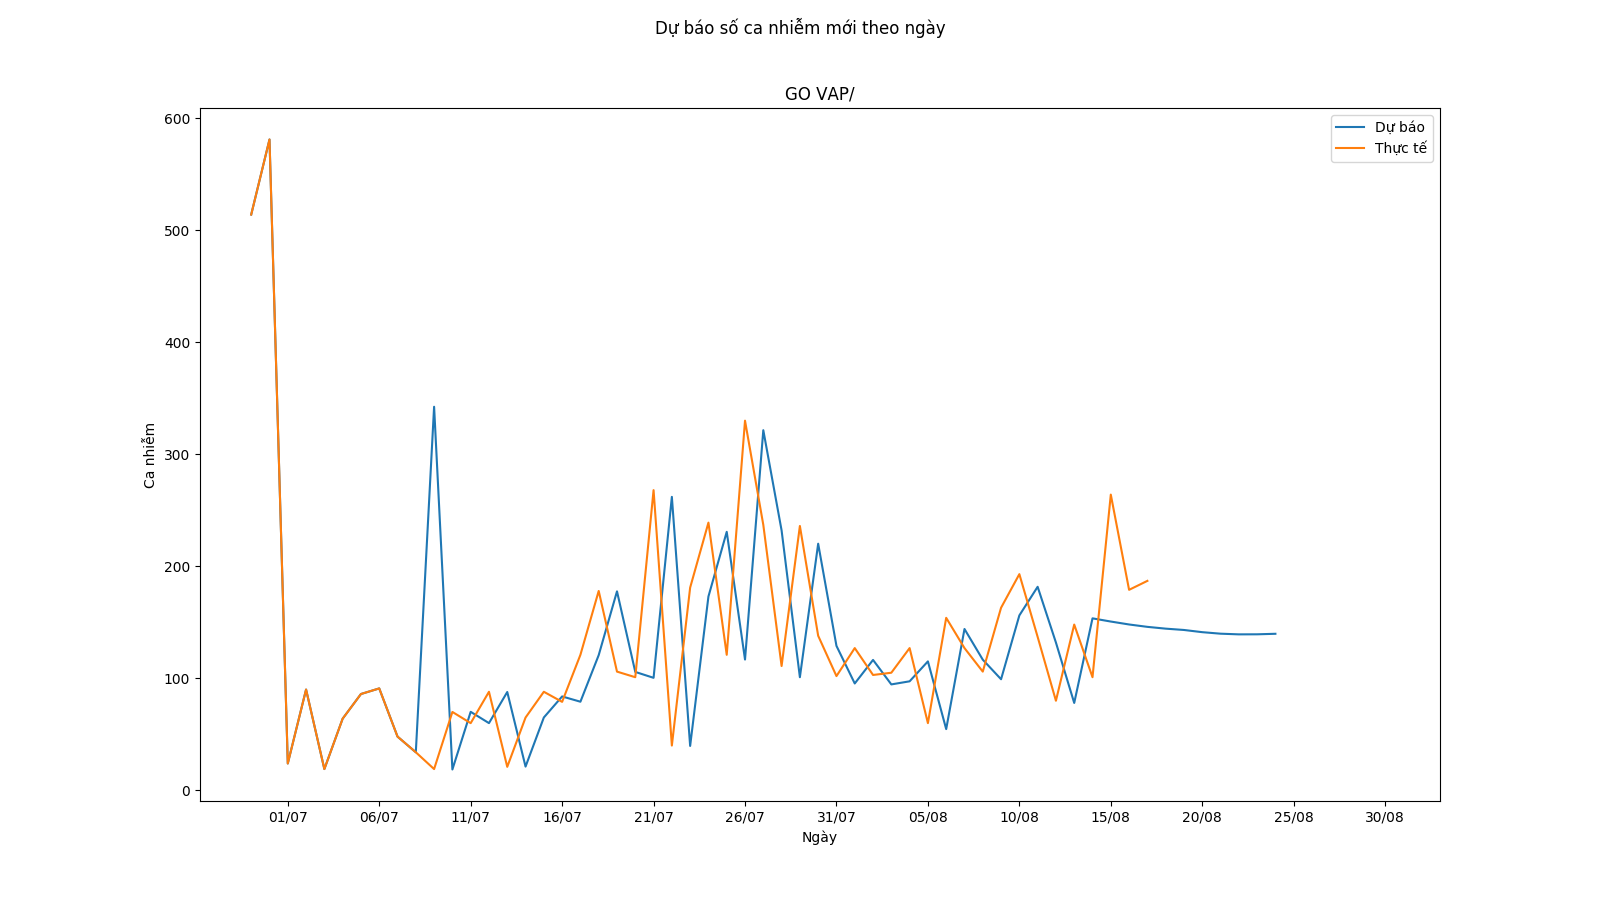 Dự báo số ca nhiễm mới theo ngày
GO VAP/
Dự báo
Thực tế
600
500
400
300
200
100
0
Ca nhiễm
01/07 06/07 11/07 16/07 21/07 26/07 31/07 05/08 10/08 15/08 20/08 25/08 30/08
Ngày